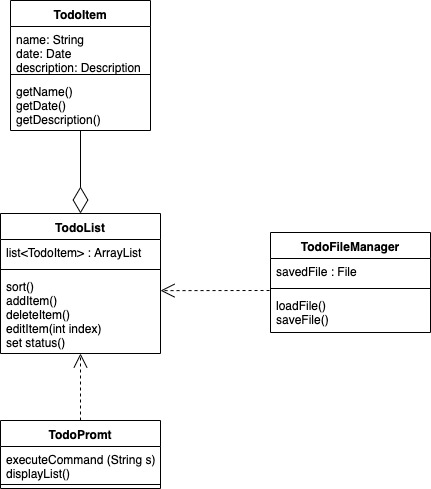 TodoItem
name: String
date: Date
description: Description
getName()
getDate()
getDescription()
TodoList
list<TodoItem> : ArrayList
sort()
addItem()
deleteItem()
editItem(int index)
set status()
TodoFileManager
savedFile : File
loadFile()
saveFile()
TodoPromt
executeCommand (String s)
displayList()